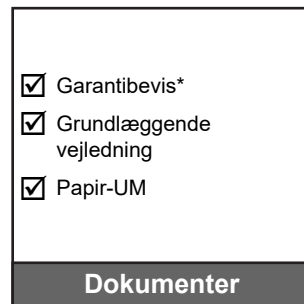 Garantibevis*
Grundlæggende
vejledning
Papir-UM
Dokumenter